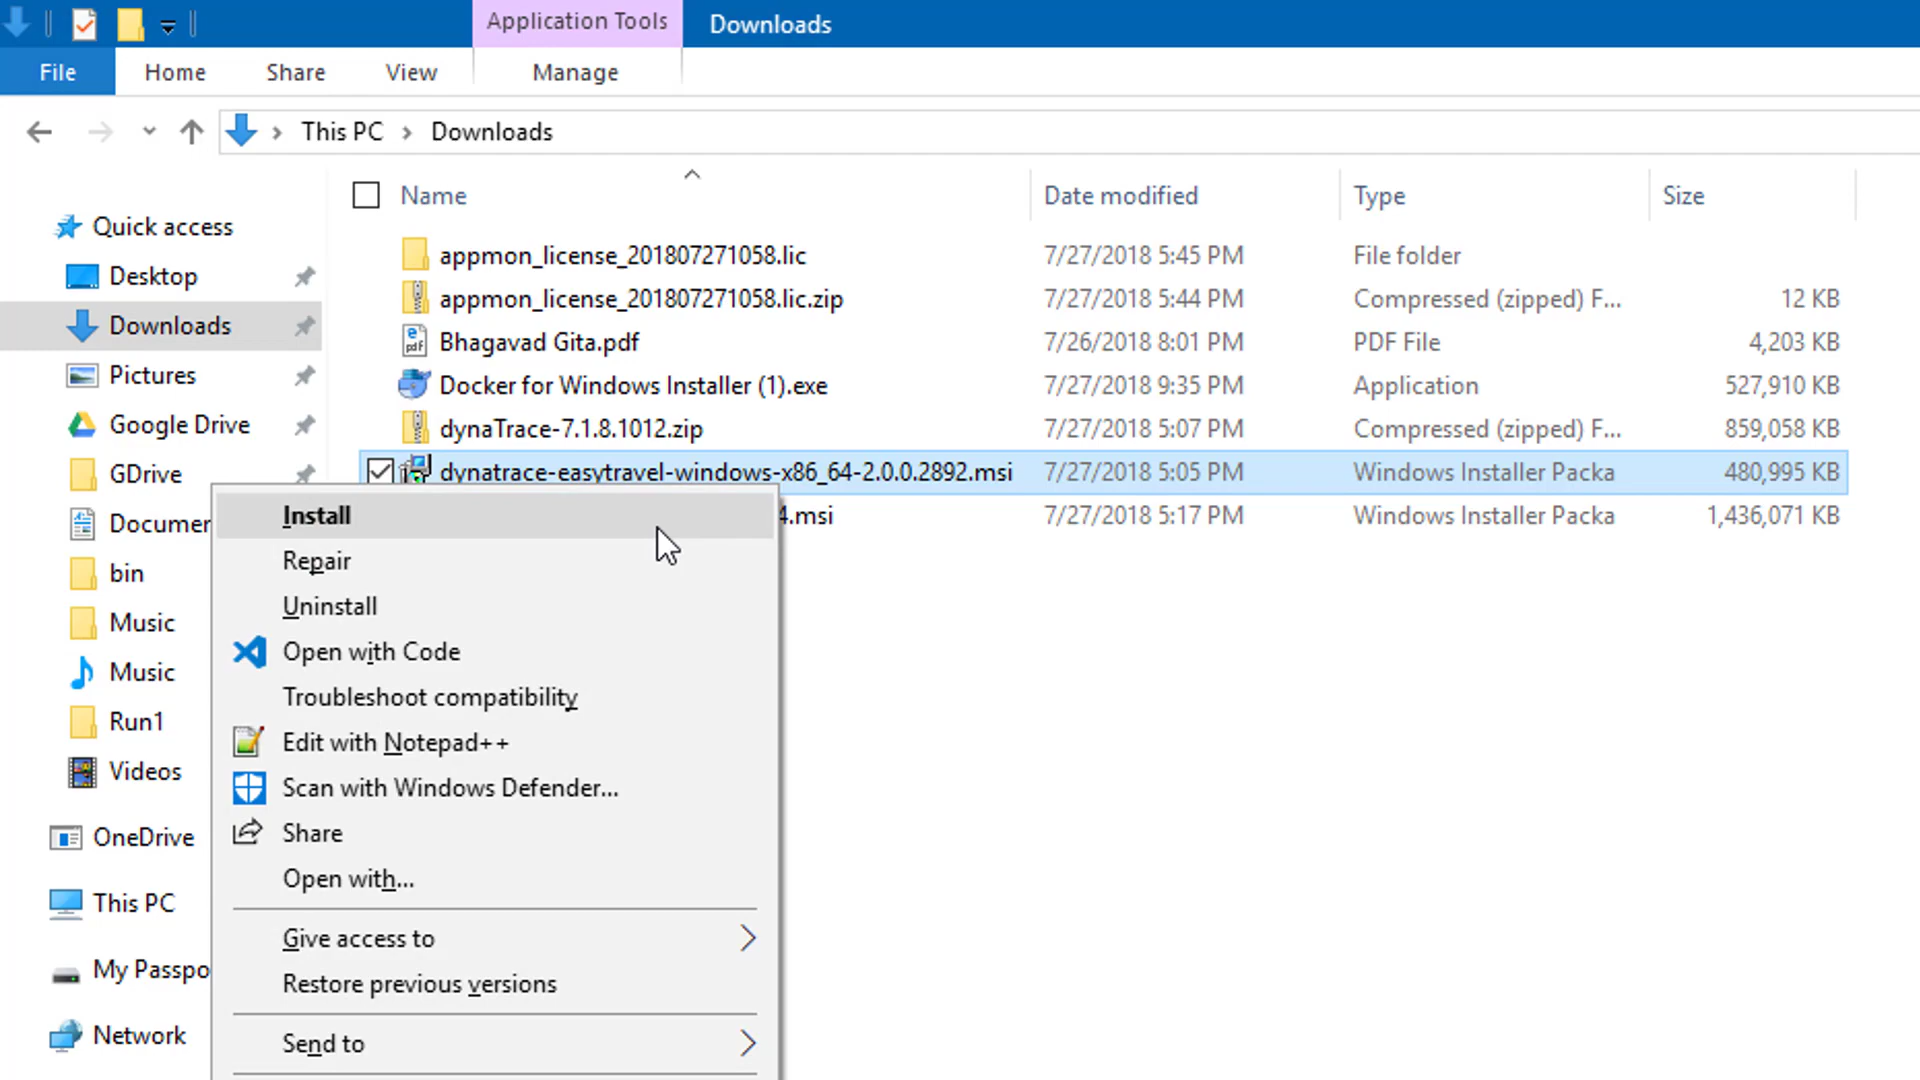 Application Tools Downloads
File Home Share View Manage
This PC Downloads
Name Date modified Type Size
Quick access
Desktop
Downloads
Pictures
Google Drive
GDrive
Documen
bin
Music
Music
Run1
Videos
OneDrive
This PC
My Passpo
Network
appmon_license_201807271058.lic 7/27/2018 5:45 PM File folder
appmon_license_201807271058.lic.zip 7/27/2018 5:44 PM Compressed (zipped) F... 12 KB
Bhagavad Gita.pdf 7/26/2018 8:01 PM PDF File 4,203 KB
Docker for Windows Installer (1).exe 7/27/2018 9:35 PM Application 527,910 KB
dynaTrace-7.1.8.1012.zip 7/27/2018 5:07 PM Compressed (zipped) F... 859,058 KB
dynatrace-easytravel-windows-x86_64-2.0.0.2892.msi 7/27/2018 5:05 PM Windows Installer Packa 480,995 KB
4.msi 7/27/2018 5:17 PM Windows Installer Packa 1,436,071 KB
Install
Repair
Uninstall
Open with Code
Troubleshoot compatibility
Edit with Notepad++
Scan with Windows Defender...
Share
Open with...
Give access to
Restore previous versions
Send to